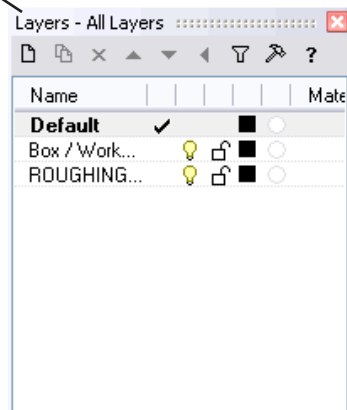 Layers - All Layers
?
Name Mate
Default
Box / Work...
ROUGHING...